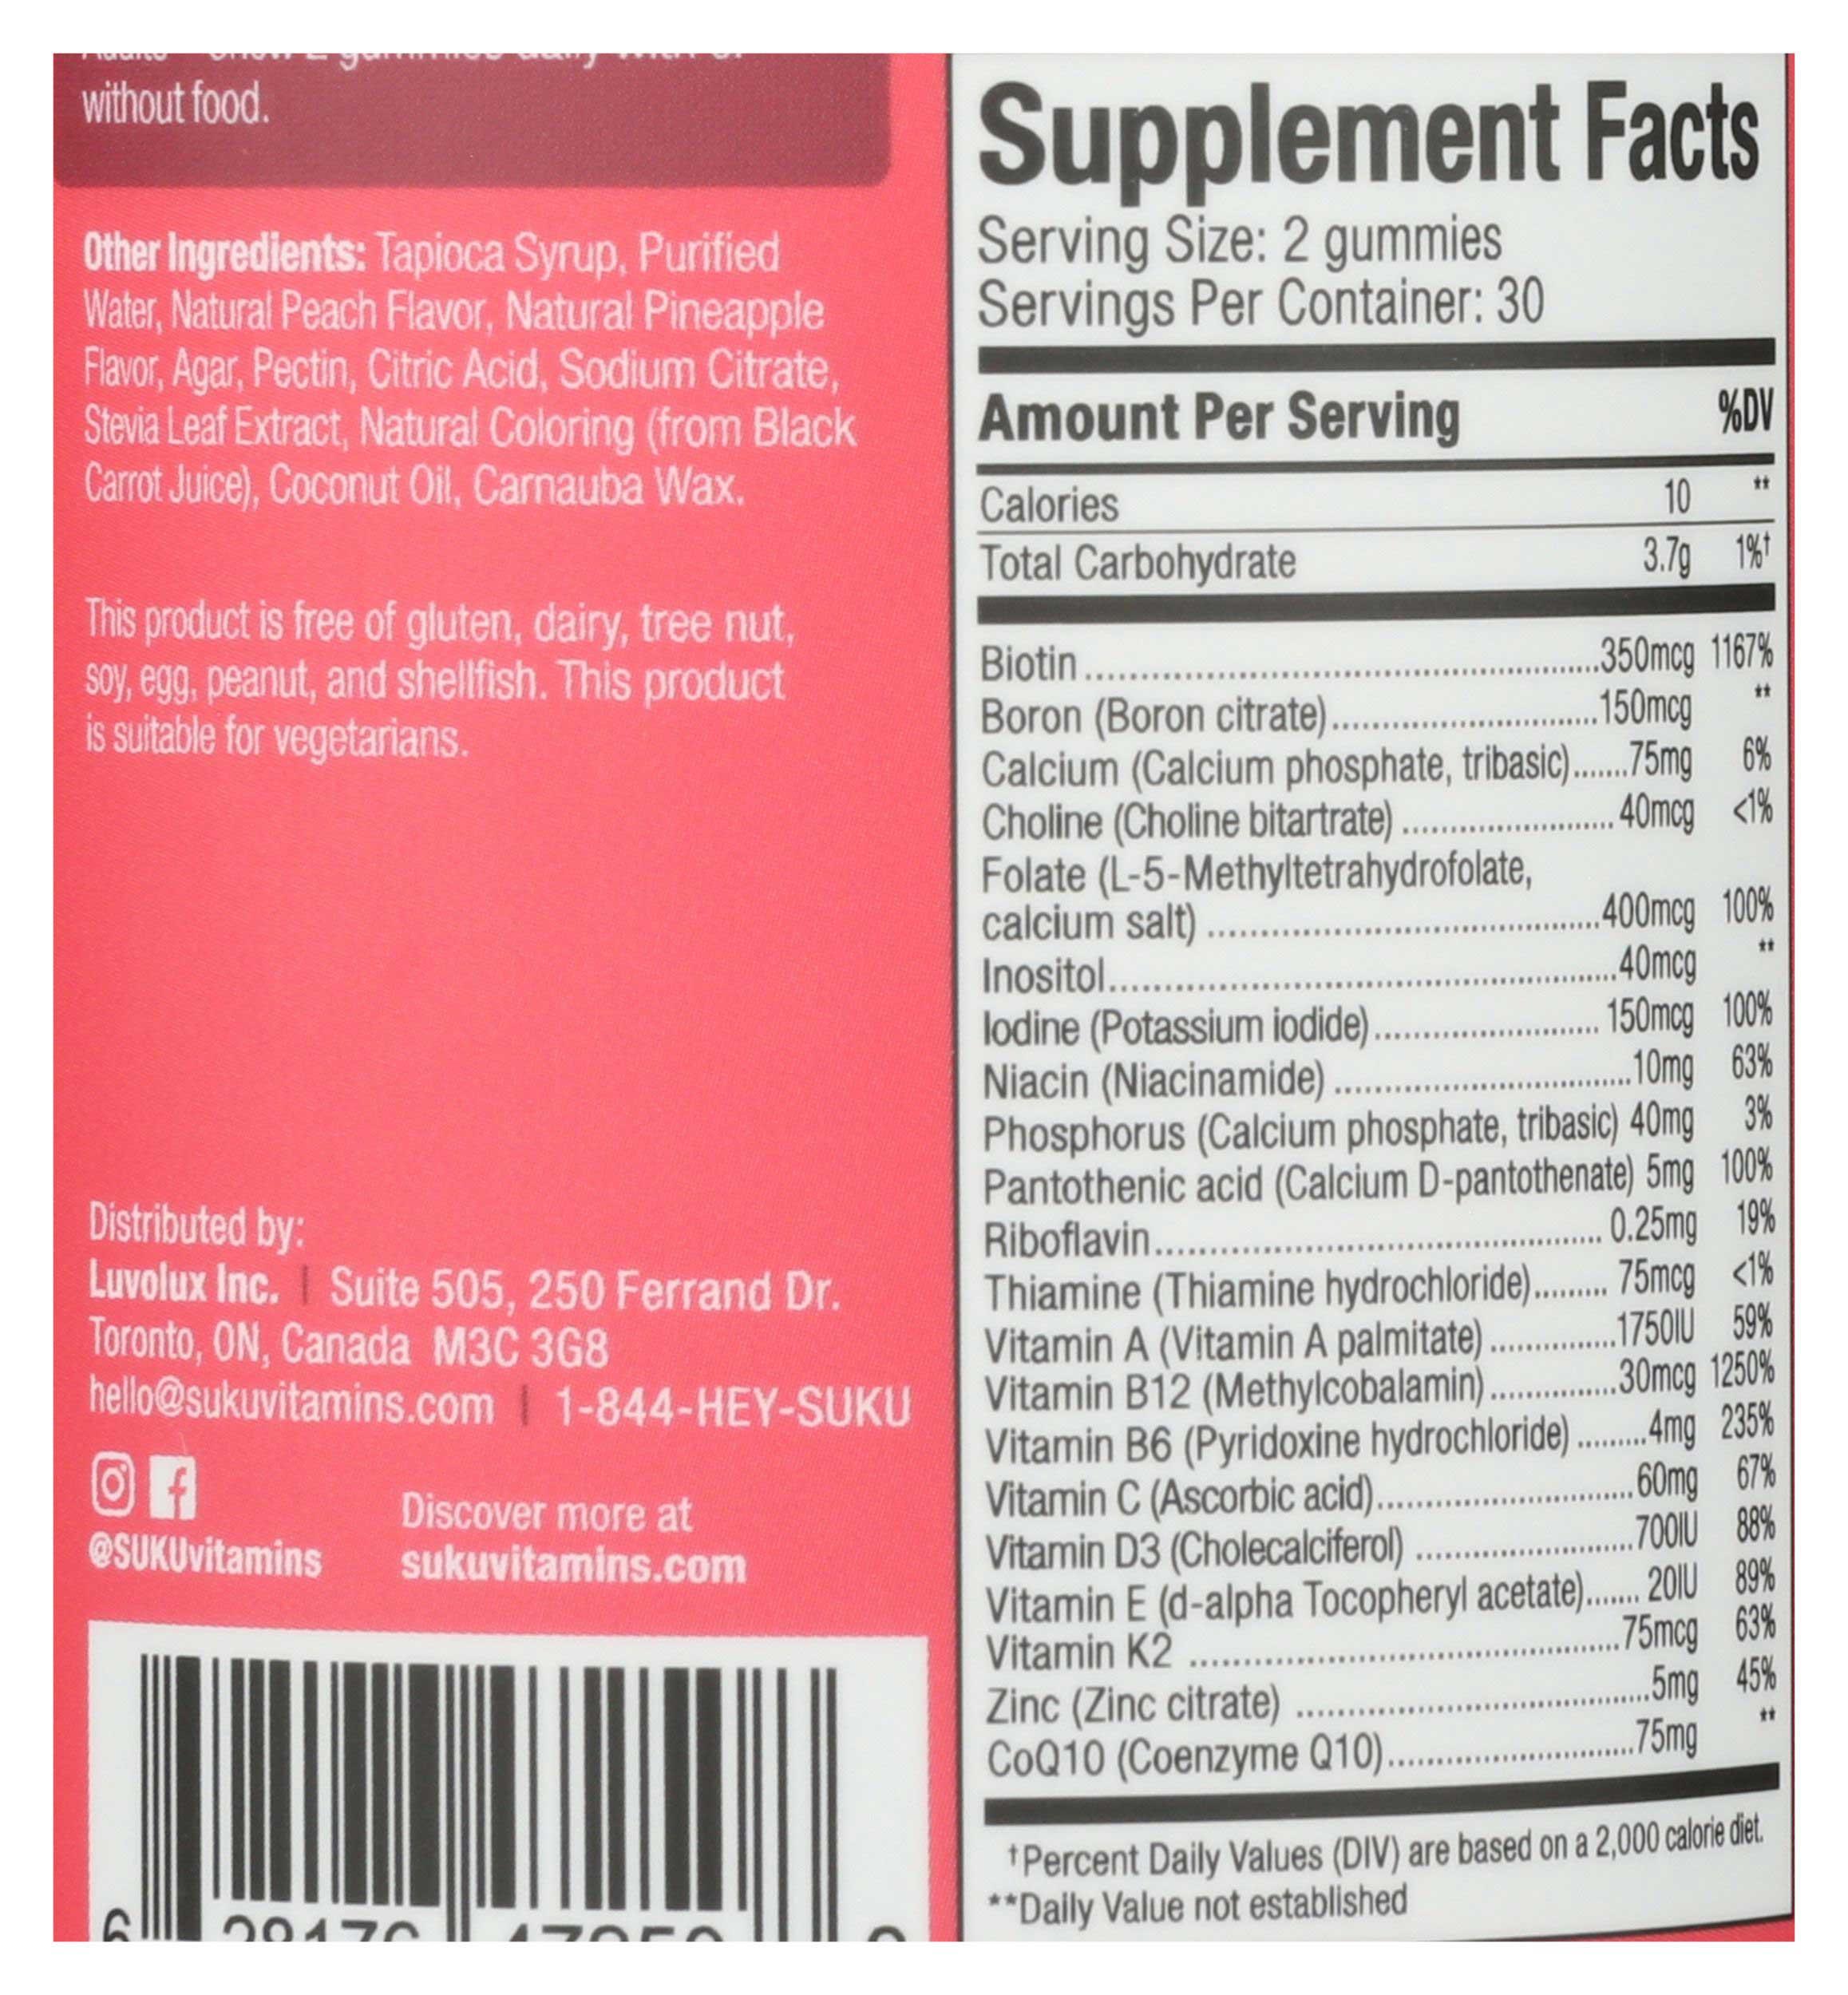 without food.
Other Ingredients: Tapioca Syrup, Purified
Water, Natural Peach Flavor, Natural Pineapple
Flavor, Agar, Pectin, Citric Acid, Sodium Citrate,
Stevia Leaf Extract, Natural Coloring (from Black
Carrot Juice), Coconut Oil, Carnauba Wax.
This product is free of gluten, dairy, tree nut,
soy, egg, peanut, and shellfish. This product
is suitable for vegetarians.
Distributed by:
Luvolux Inc. | Suite 505, 250 Ferrand Dr.
Toronto, ON, Canada M3C 3G8
hello@sukuvitamins.com | 1-844-HEY-SUKU
@SUKUvitamins
Discover more at
sukuvitamins.com
Supplement Facts
Serving Size: 2 gummies
Servings Per Container: 30
Amount Per Serving %DV
Calories 10 **
Total Carbohydrate 3.7g 1%†
Biotin ..... 350mcg 1167%
Boron (Boron citrate) ..... 150mcg **
Calcium (Calcium phosphate, tribasic) ..... 75mg 6%
Choline (Choline bitartrate) ..... 40mcg <1%
Folate (L-5-Methyltetrahydrofolate,
calcium salt) ..... 400mcg 100%
Inositol ..... 40mcg **
Iodine (Potassium iodide) ..... 150mcg 100%
Niacin (Niacinamide) ..... 10mg 63%
Phosphorus (Calcium phosphate, tribasic) 40mg 3%
Pantothenic acid (Calcium D-pantothenate) 5mg 100%
Riboflavin ..... 0.25mg 19%
Thiamine (Thiamine hydrochloride) ..... 75mcg <1%
Vitamin A (Vitamin A palmitate) ..... 1750IU 59%
Vitamin B12 (Methylcobalamin) ..... 30mcg 1250%
Vitamin B6 (Pyridoxine hydrochloride) ..... 4mg 235%
Vitamin C (Ascorbic acid) ..... 60mg 67%
Vitamin D3 (Cholecalciferol) ..... 700IU 88%
Vitamin E (d-alpha Tocopheryl acetate) ..... 20IU 89%
Vitamin K2 ..... 75mcg 63%
Zinc (Zinc citrate) ..... 5mg 45%
CoQ10 (Coenzyme Q10) ..... 75mg **
†Percent Daily Values (DIV) are based on a 2,000 calorie diet.
**Daily Value not established